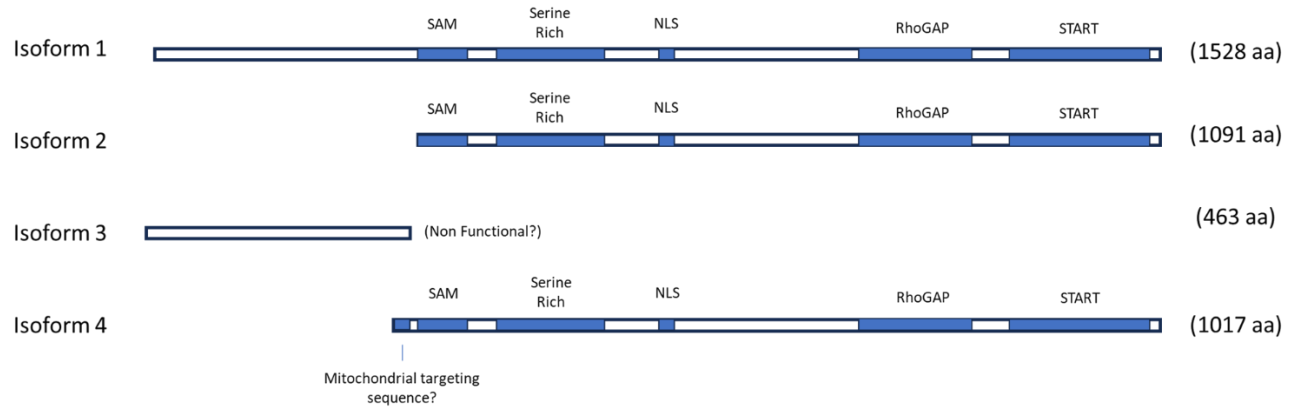 SAM
Serine
Rich
NLS
RhoGAP
START
Isoform 1
(1528 aa)
SAM
Serine
Rich
NLS
RhoGAP
START
Isoform 2
(1091 aa)
Isoform 3
(Non Functional?)
(463 aa)
SAM
Serine
Rich
NLS
RhoGAP
START
Isoform 4
(1017 aa)
Mitochondrial targeting
sequence?